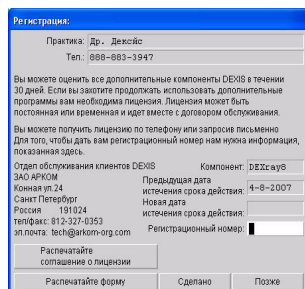 Регистрация:
Практика: Др. Дексис
Тел.: 888-883-3947
Вы можете оценить все дополнительные компоненты DEXIS в течении
30 дней. Если вы захотите продолжать использовать дополнительные
программы вам необходима лицензия. Лицензия может быть
постоянная или временная и идет вместе с договором обслуживания.
Вы можете получить лицензию по телефону или запросив письменно
Для того, чтобы дать вам регистрационный номер нам нужна информация,
показанная здесь.
Отдел обслуживания клиентов DEXIS
ЗАО АРКОМ
Конная ул.24
Санкт Петербург
Россия 191024
тел/факс: 812-327-0353
эл.почта: tech@arkom-org.com
Компонент: DEXray8
Предыдущая дата
истечения срока действия: 4-8-2007
Новая дата
истечения срока действия:
Регистрационный номер:
Распечатайте
соглашение о лицензии
Распечатать форму
Сделано
Позже